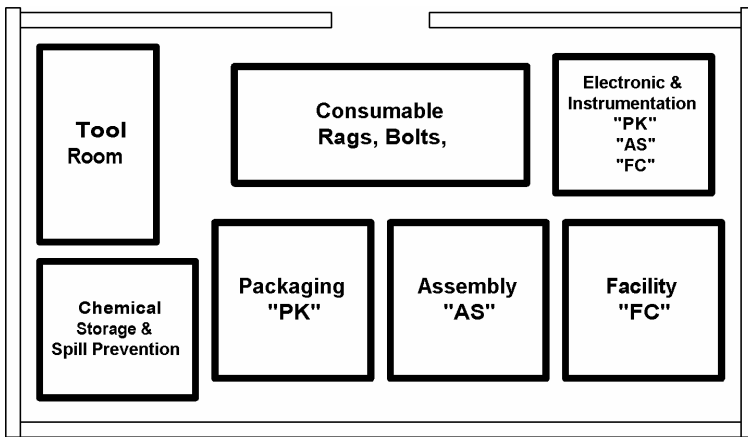 Tool
Room
Consumable
Rags, Bolts,
Electronic &
Instrumentation
"PK"
"AS"
"FC"
Chemical
Storage &
Spill Prevention
Packaging
"PK"
Assembly
"AS"
Facility
"FC"